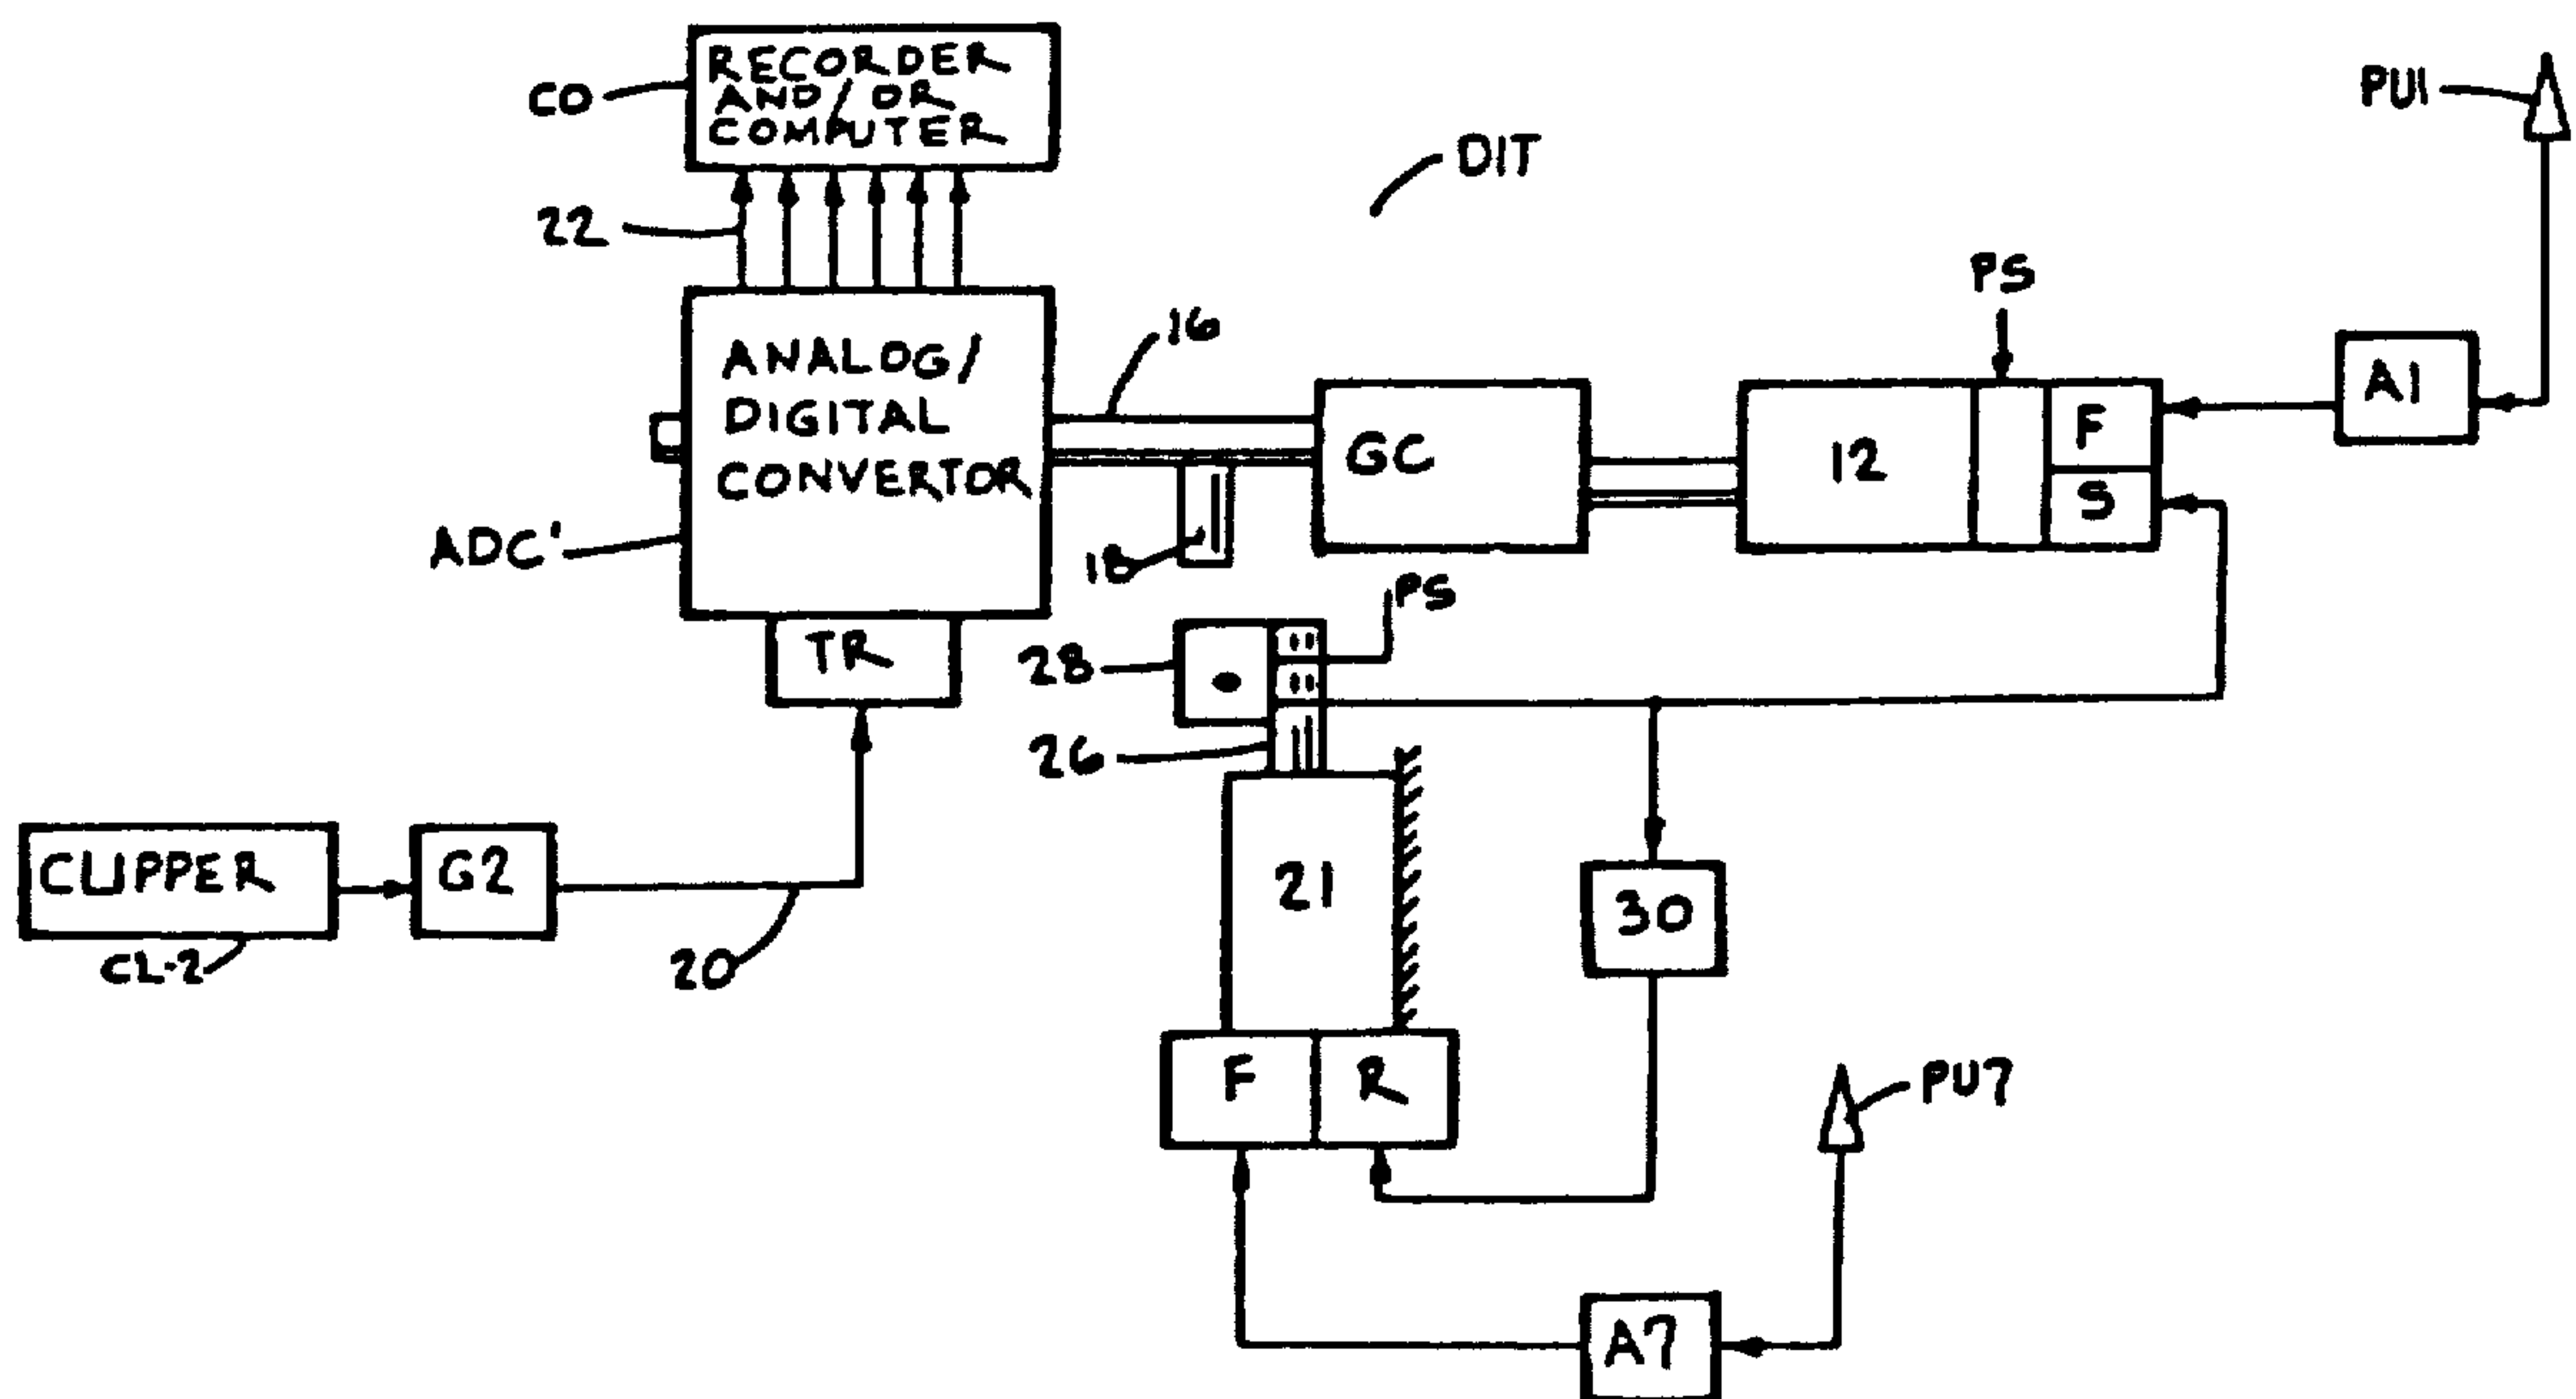 RECORDER
AND/OR
COMPUTER
CO
PU1
DIT
22
PS
16
A1
ANALOG/
DIGITAL
CONVERTOR
GC
12
F
S
ADC'
18
PS
TR
28
26
CLIPPER
G2
21
30
CL-2
20
F
R
PU7
A7